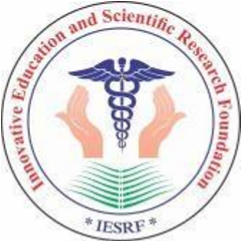 Innovative Education and Scientific Research Foundation
* IESRF *